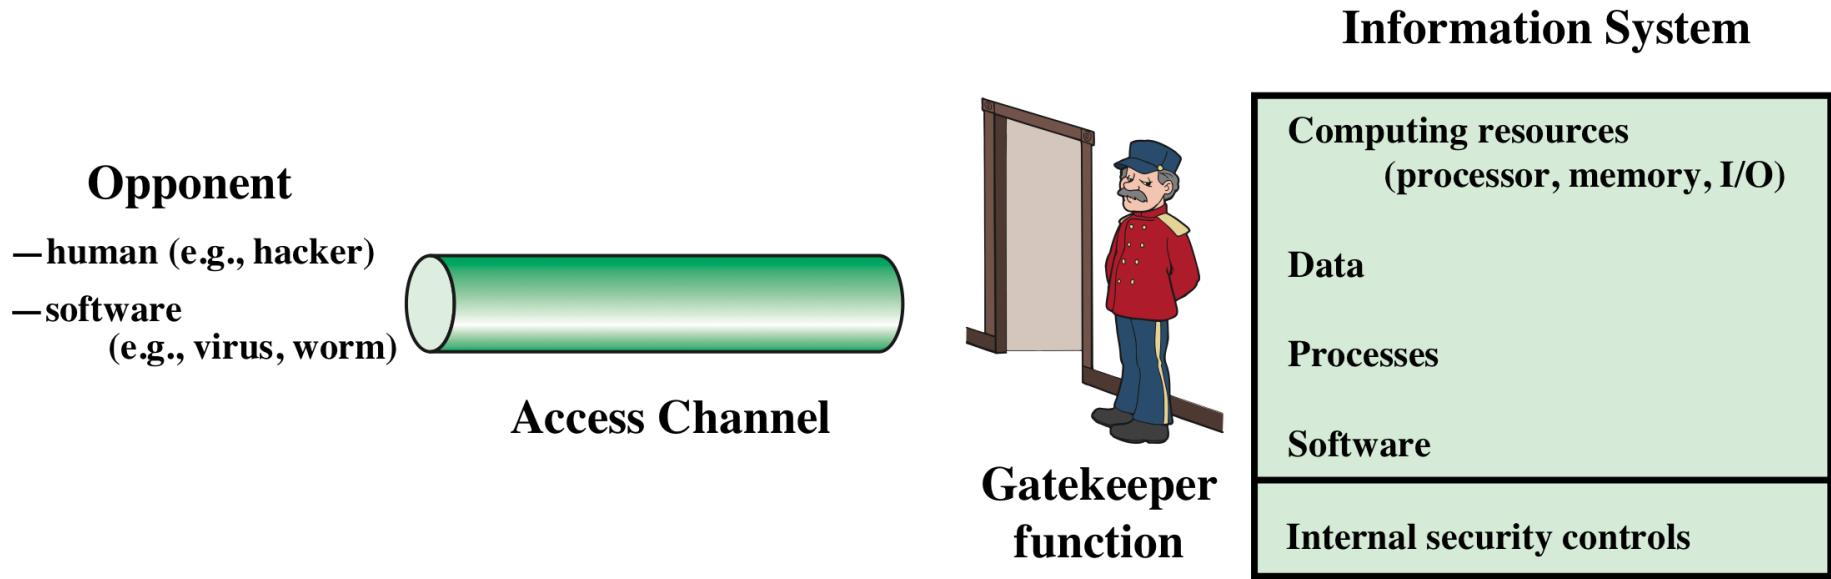 Information System
Opponent
—human (e.g., hacker)
—software
(e.g., virus, worm)
Access Channel
Gatekeeper
function
Computing resources
(processor, memory, I/O)
Data
Processes
Software
Internal security controls